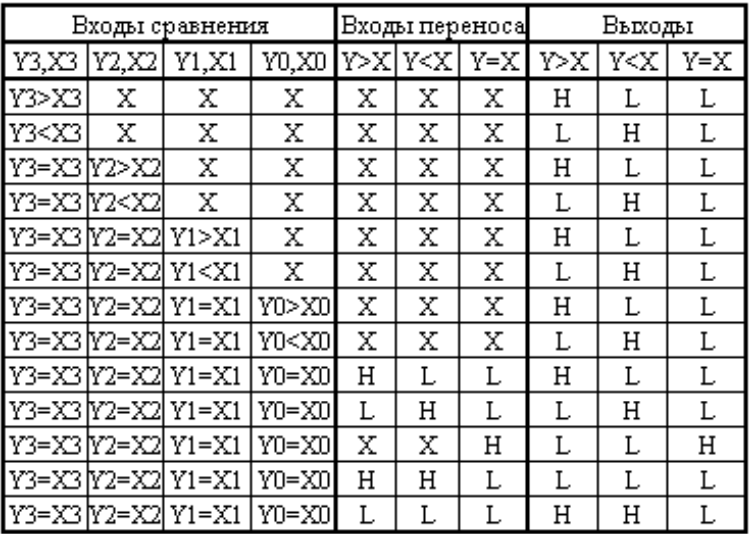 Входы сравнения Входы переноса Выходы
Y3,X3 Y2,X2 Y1,X1 Y0,X0 Y>X Y<X Y=X Y>X Y<X Y=X
Y3>X3 X X X X X X H L L
Y3<X3 X X X X X X L H L
Y3=X3 Y2>X2 X X X X X H L L
Y3=X3 Y2<X2 X X X X X L H L
Y3=X3 Y2=X2 Y1>X1 X X X X H L L
Y3=X3 Y2=X2 Y1<X1 X X X X L H L
Y3=X3 Y2=X2 Y1=X1 Y0>X0 X X X H L L
Y3=X3 Y2=X2 Y1=X1 Y0<X0 X X X L H L
Y3=X3 Y2=X2 Y1=X1 Y0=X0 H L L H L L
Y3=X3 Y2=X2 Y1=X1 Y0=X0 L H L L H L
Y3=X3 Y2=X2 Y1=X1 Y0=X0 X X H L L H
Y3=X3 Y2=X2 Y1=X1 Y0=X0 H H L L L L
Y3=X3 Y2=X2 Y1=X1 Y0=X0 L L L H H L